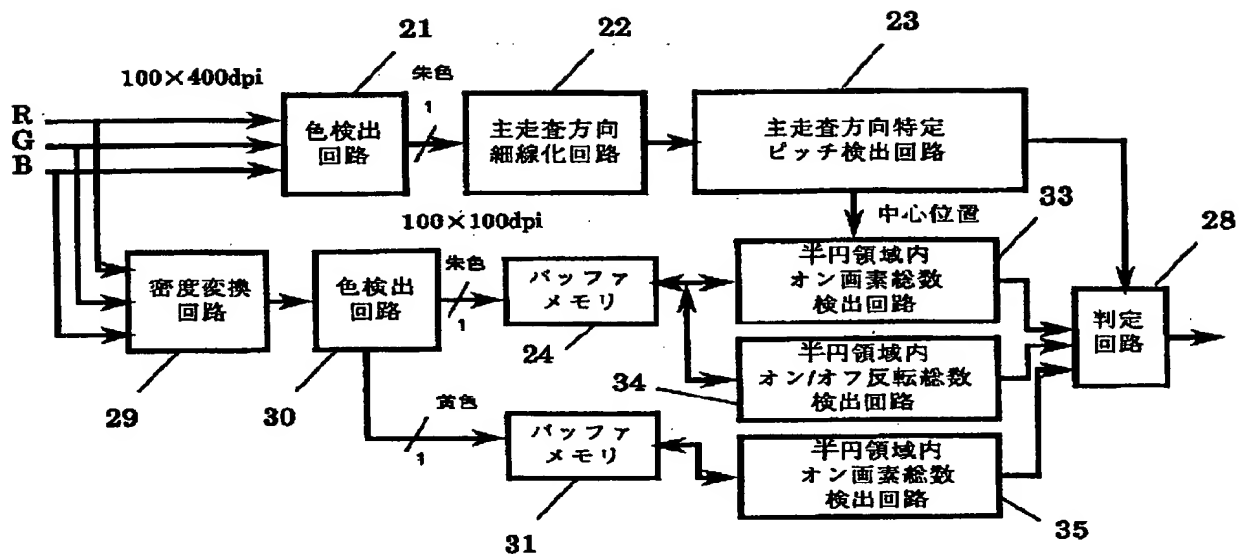 21
22
23
100×400dpi
朱色
1
R
G
B
色検出
回路
主走査方向
細線化回路
主走査方向特定
ピッチ検出回路
中心位置
33
28
100×100dpi
朱色
1
密度変換
回路
色検出
回路
バッファ
メモリ
半円領域内
オン画素総数
検出回路
判定
回路
29
30
24
34
半円領域内
オン/オフ反転総数
検出回路
黄色
1
バッファ
メモリ
半円領域内
オン画素総数
検出回路
31
35